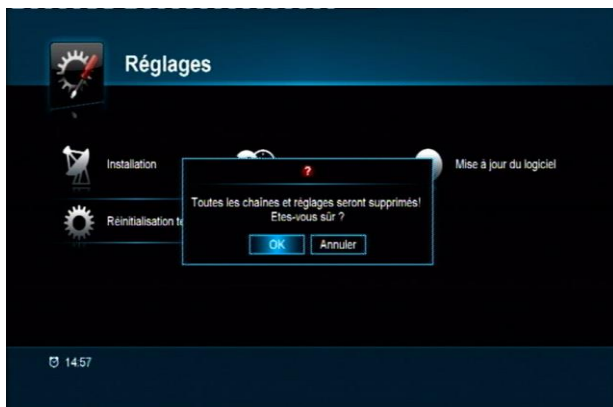 Réglages
Installation
Mise à jour du logiciel
?
Toutes les chaînes et réglages seront supprimés!
Etes-vous sûr ?
Réinitialisation
OK
Annuler
14:57